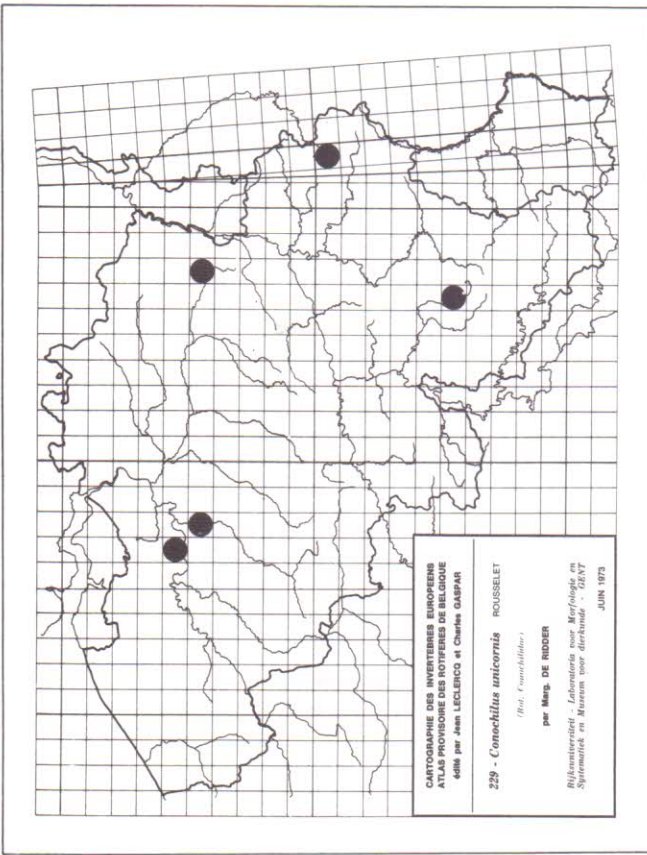 CARTOGRAPHIE DES INVERTEBRES EUROPEENS
ATLAS PROVISOIRE DES ROTIFERES DE BELGIQUE
édité par Jean LECLERCQ et Charles GASPAR
229 - Conochilus unicornis ROUSSELET
(Rot. Conochilidae)
par Marg. DE RIDDER
Rijksuniversiteit - Laboratoria voor Morfologie en
Systematiek en Museum voor dierkunde - GENT
JUIN 1973